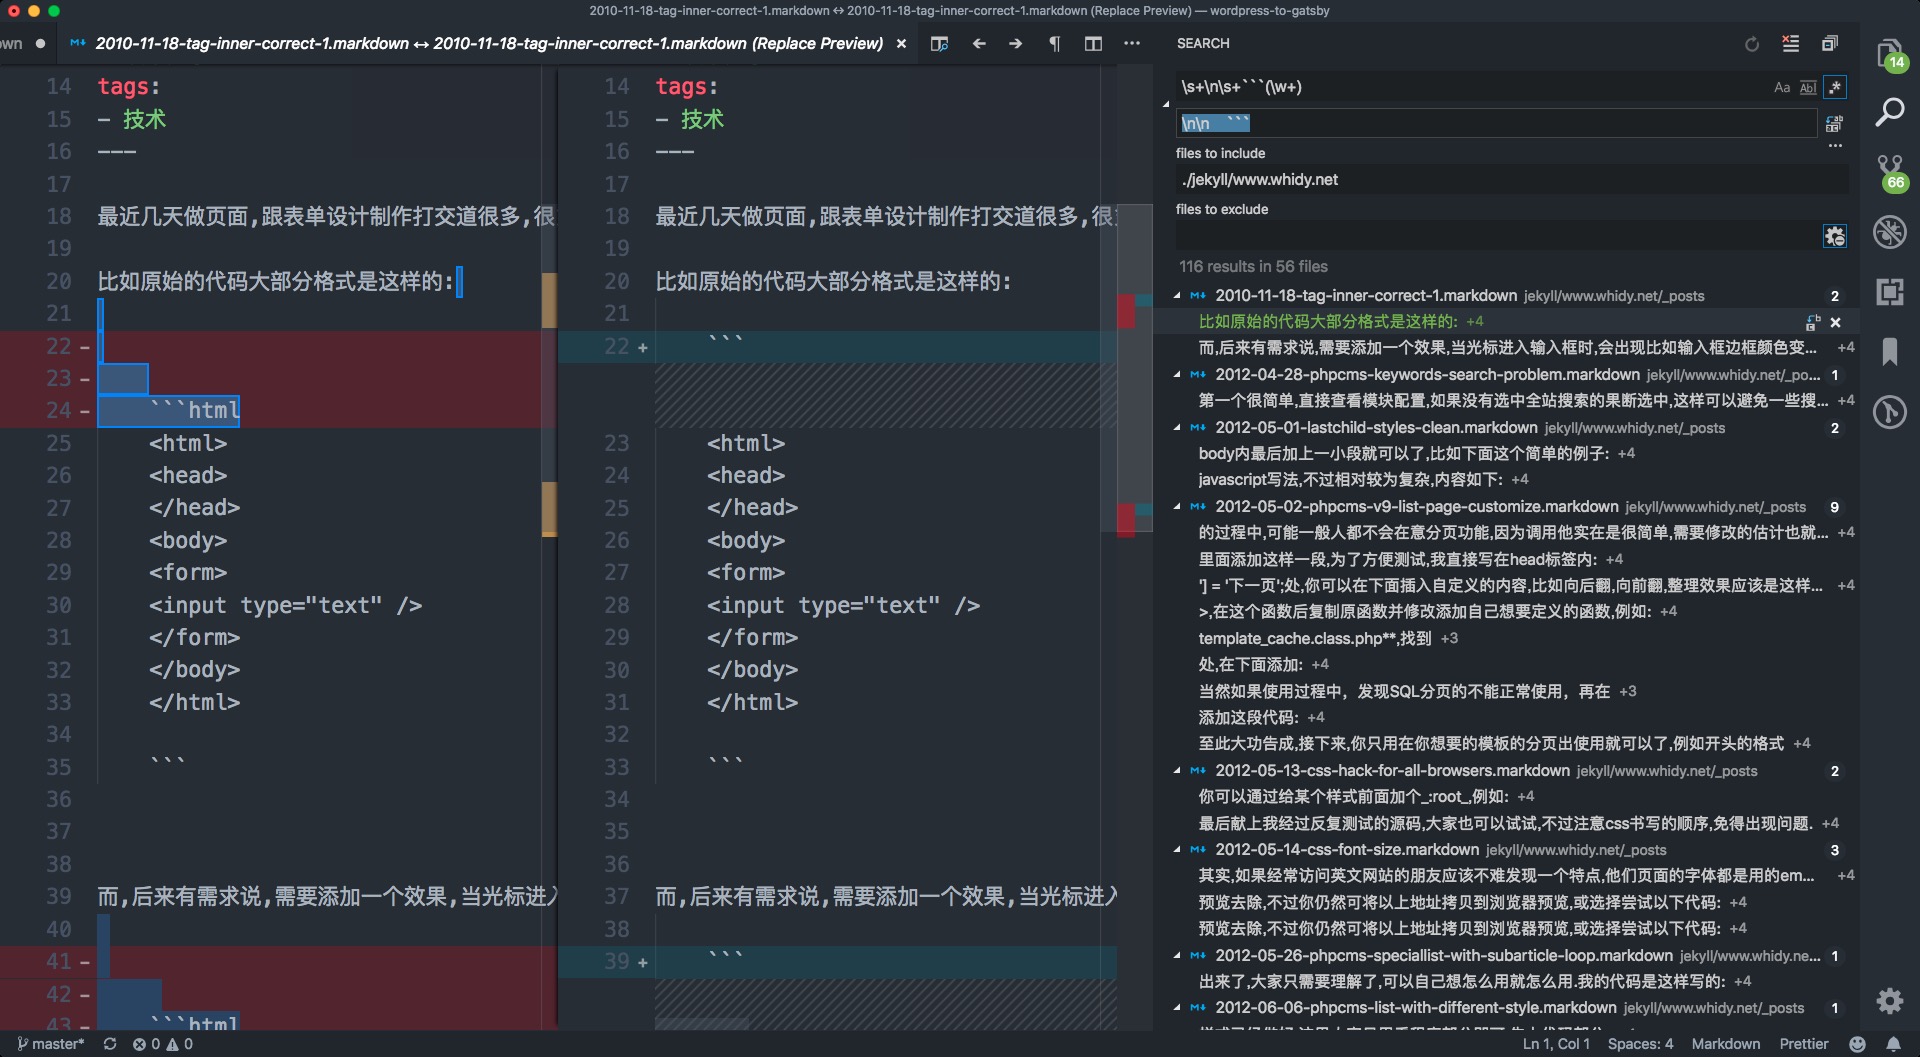 2010-11-18-tag-inner-correct-1.markdown ↔ 2010-11-18-tag-inner-correct-1.markdown (Replace Preview) — wordpress-to-gatsby
own ● 2010-11-18-tag-inner-correct-1.markdown ↔ 2010-11-18-tag-inner-correct-1.markdown (Replace Preview) ×
14 tags:
15 - 技术
16 ---
17
18 最近几天做页面,跟表单设计制作打交道很多,很
19
20 比如原始的代码大部分格式是这样的:
21
22 -
23 -
24 - ```html
25 <html>
26 <head>
27 </head>
28 <body>
29 <form>
30 <input type="text" />
31 </form>
32 </body>
33 </html>
34
35 ```
36
37
38
39 而,后来有需求说,需要添加一个效果,当光标进入
40
41 -
42 -
43 - ```html
14 tags:
15 - 技术
16 ---
17
18 最近几天做页面,跟表单设计制作打交道很多,很
19
20 比如原始的代码大部分格式是这样的:
21
22 + ```
23 <html>
24 <head>
25 </head>
26 <body>
27 <form>
28 <input type="text" />
29 </form>
30 </body>
31 </html>
32
33 ```
34
35
36
37 而,后来有需求说,需要添加一个效果,当光标进入
38
39 + ```
SEARCH
\s+\n\s+```(\w+)
Aa Abl .*
\n\n  ```
files to include
./jekyll/www.whidy.net
files to exclude
116 results in 56 files
2010-11-18-tag-inner-correct-1.markdown jekyll/www.whidy.net/_posts 2
比如原始的代码大部分格式是这样的: +4
而,后来有需求说,需要添加一个效果,当光标进入输入框时,会出现比如输入框边框颜色变... +4
2012-04-28-phpcms-keywords-search-problem.markdown jekyll/www.whidy.net/_po... 1
第一个很简单,直接查看模块配置,如果没有选中全站搜索的果断选中,这样可以避免一些搜... +4
2012-05-01-lastchild-styles-clean.markdown jekyll/www.whidy.net/_posts 2
body内最后加上一小段就可以了,比如下面这个简单的例子: +4
javascript写法,不过相对较为复杂,内容如下: +4
2012-05-02-phpcms-v9-list-page-customize.markdown jekyll/www.whidy.net/_posts 9
的过程中,可能一般人都不会在意分页功能,因为调用他实在是很简单,需要修改的估计也就... +4
里面添加这样一段,为了方便测试,我直接写在head标签内: +4
'] = '下一页';处,你可以在下面插入自定义的内容,比如向后翻,向前翻,整理效果应该是这样... +4
>,在这个函数后复制原函数并修改添加自己想要定义的函数,例如: +4
template_cache.class.php**,找到 +3
处,在下面添加: +4
当然如果使用过程中，发现SQL分页的不能正常使用，再在 +3
添加这段代码: +4
至此大功告成,接下来,你只用在你想要的模板的分页出使用就可以了,例如开头的格式 +4
2012-05-13-css-hack-for-all-browsers.markdown jekyll/www.whidy.net/_posts 2
你可以通过给某个样式前面加个_:root_,例如: +4
最后献上我经过反复测试的源码,大家也可以试试,不过注意css书写的顺序,免得出现问题. +4
2012-05-14-css-font-size.markdown jekyll/www.whidy.net/_posts 3
其实,如果经常访问英文网站的朋友应该不难发现一个特点,他们页面的字体都是用的em... +4
预览去除,不过你仍然可将以上地址拷贝到浏览器预览,或选择尝试以下代码: +4
预览去除,不过你仍然可将以上地址拷贝到浏览器预览,或选择尝试以下代码: +4
2012-05-26-phpcms-speciallist-with-subarticle-loop.markdown jekyll/www.whidy.ne... 1
出来了,大家只需要理解了,可以自己想怎么用就怎么用.我的代码是这样写的: +4
2012-06-06-phpcms-list-with-different-style.markdown jekyll/www.whidy.net/_posts 1
14
66
master* 0 0
Ln 1, Col 1 Spaces: 4 Markdown Prettier